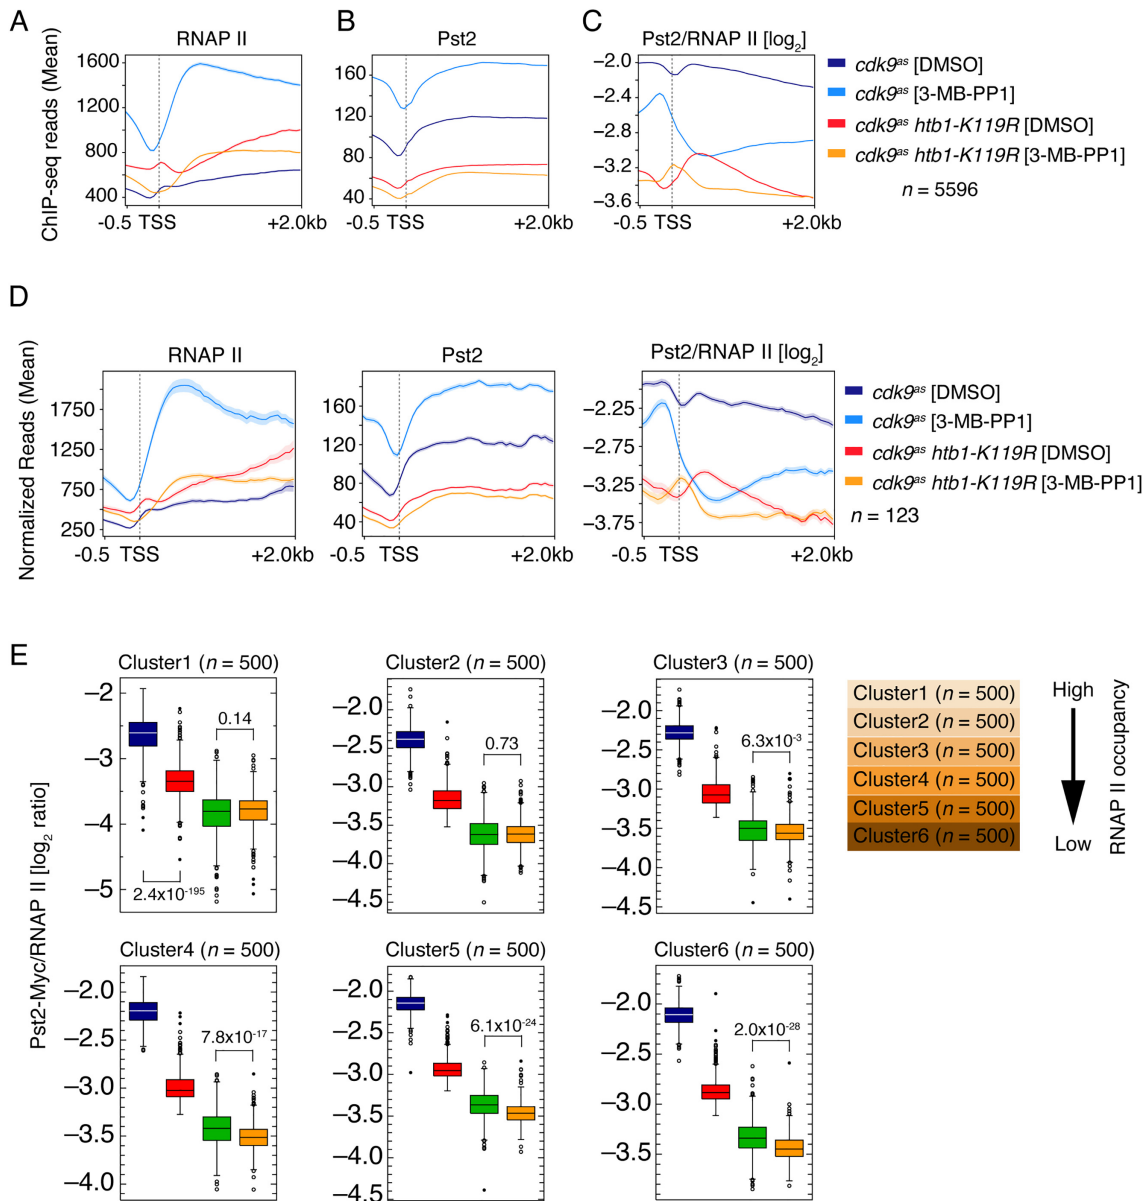 A
B
C
RNAP II
Pst2
Pst2/RNAP II [log2]
ChIP-seq reads (Mean)
1600
1200
800
400
-0.5 TSS +2.0kb
160
120
80
40
-0.5 TSS +2.0kb
−2.0
−2.4
−2.8
−3.2
−3.6
-0.5 TSS +2.0kb
cdk9as [DMSO]
cdk9as [3-MB-PP1]
cdk9as htb1-K119R [DMSO]
cdk9as htb1-K119R [3-MB-PP1]
n = 5596
D
RNAP II
Pst2
Pst2/RNAP II [log2]
Normalized Reads (Mean)
1750
1250
750
250
-0.5 TSS +2.0kb
160
120
80
40
-0.5 TSS +2.0kb
−2.25
−2.75
−3.25
−3.75
-0.5 TSS +2.0kb
cdk9as [DMSO]
cdk9as [3-MB-PP1]
cdk9as htb1-K119R [DMSO]
cdk9as htb1-K119R [3-MB-PP1]
n = 123
E
Pst2-Myc/RNAP II [log2 ratio]
Cluster1 (n = 500)
−2
−3
−4
−5
0.14
2.4x10-195
Cluster2 (n = 500)
−2.0
−2.5
−3.0
−3.5
−4.0
−4.5
0.73
Cluster3 (n = 500)
−2.0
−2.5
−3.0
−3.5
−4.0
−4.5
6.3x10-3
Cluster1 (n = 500)
Cluster2 (n = 500)
Cluster3 (n = 500)
Cluster4 (n = 500)
Cluster5 (n = 500)
Cluster6 (n = 500)
High
Low
RNAP II occupancy
Cluster4 (n = 500)
−2.0
−2.5
−3.0
−3.5
−4.0
7.8x10-17
Cluster5 (n = 500)
−2.0
−2.5
−3.0
−3.5
−4.0
−4.5
6.1x10-24
Cluster6 (n = 500)
−2.0
−2.5
−3.0
−3.5
2.0x10-28